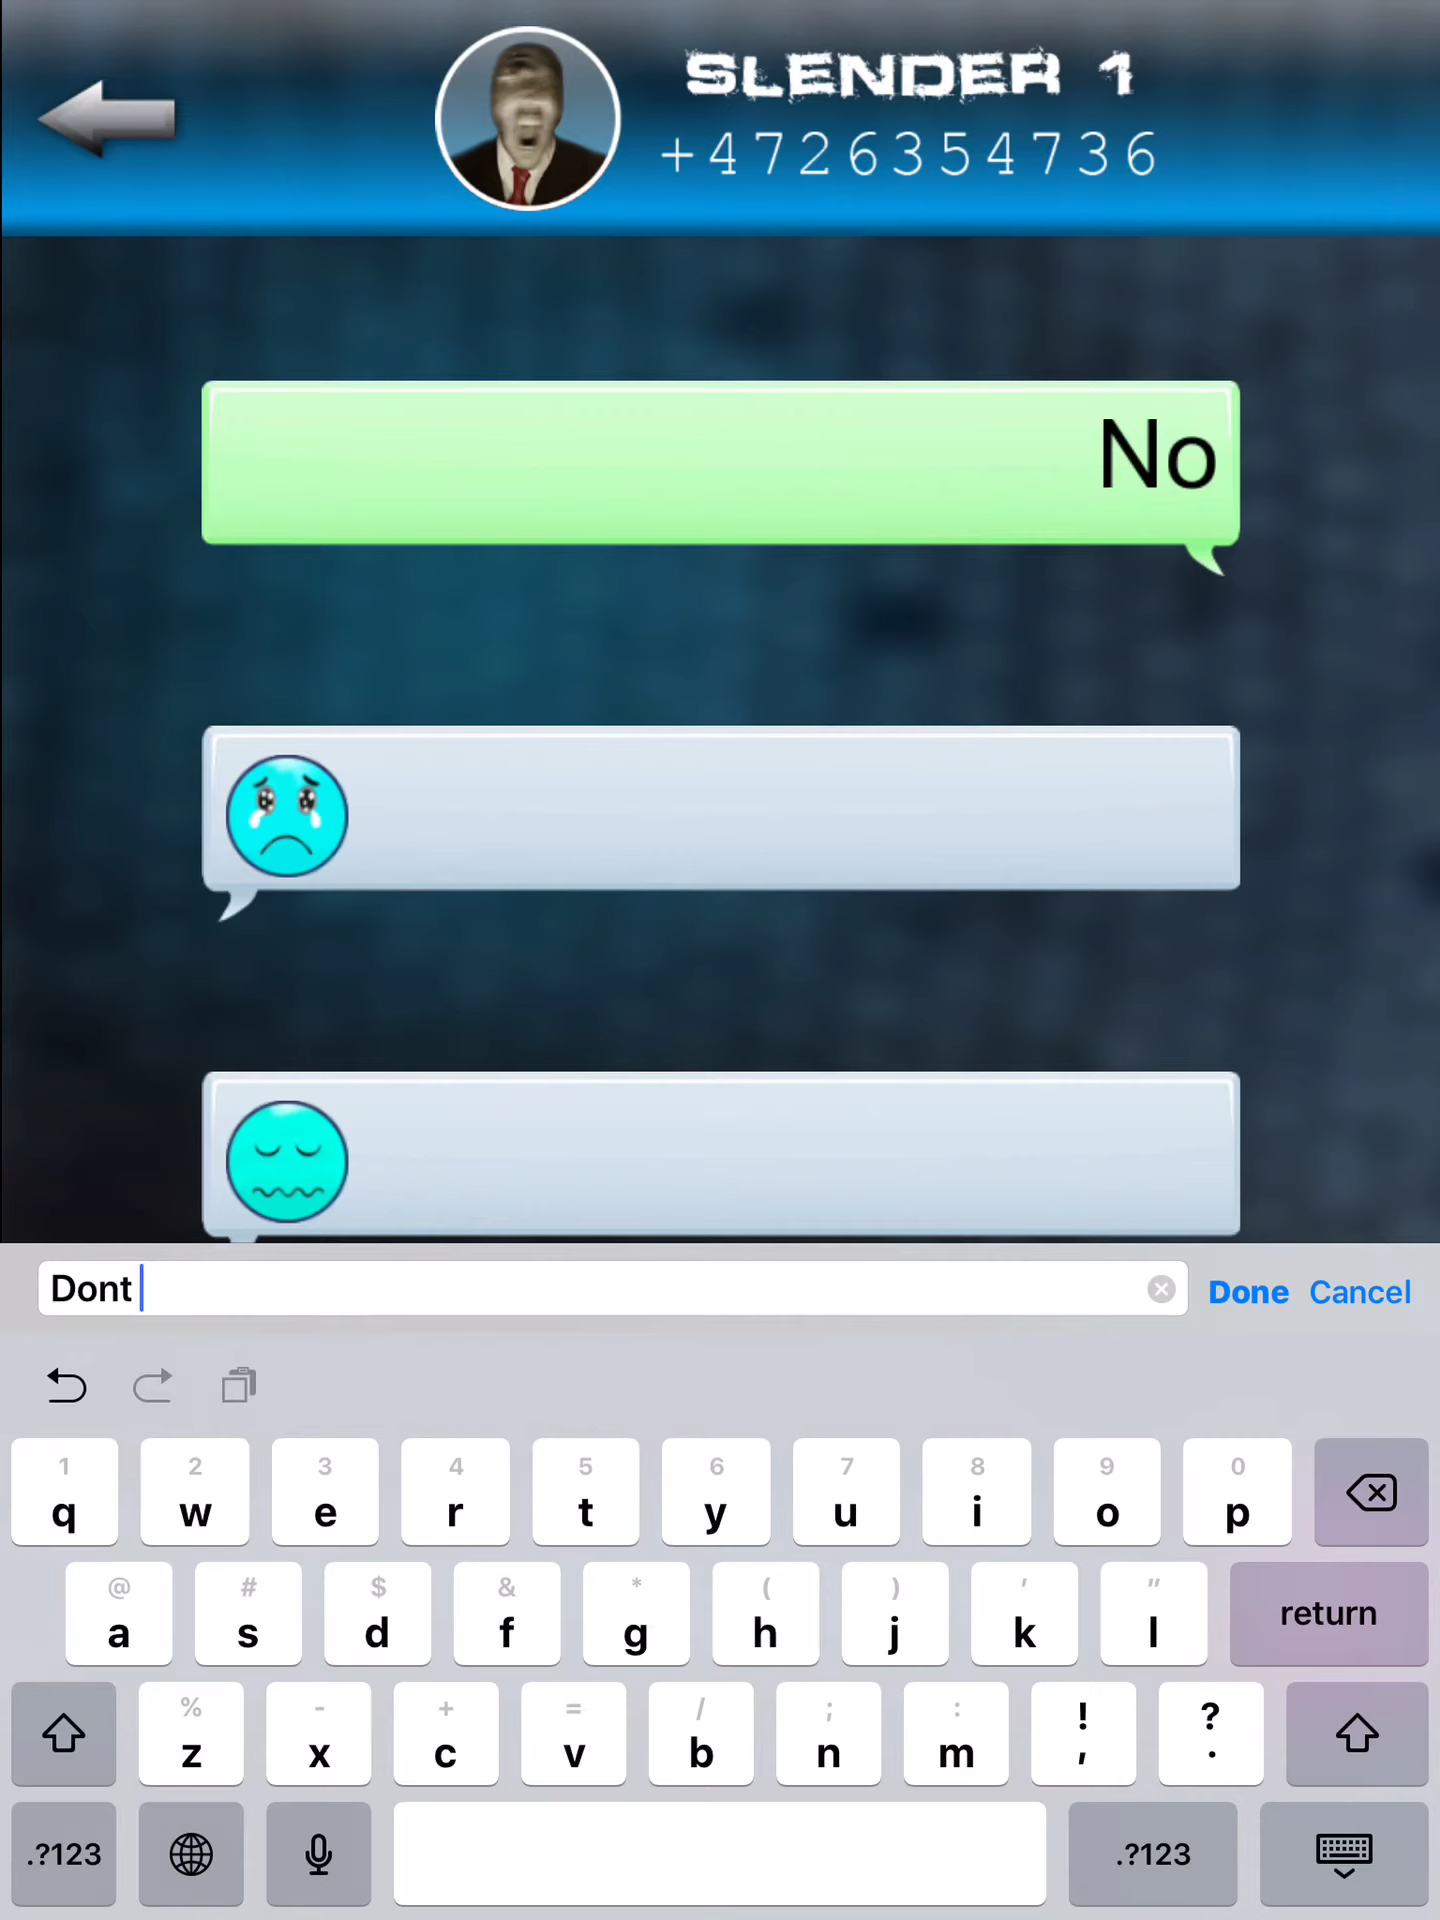 SLENDER 1
+4726354736
No
Dont
Done Cancel
1 2 3 4 5 6 7 8 9 0
q w e r t y u i o p
@ # $ & * ( ) ' "
a s d f g h j k l return
% - + = / ; : ! ?
z x c v b n m , .
.?123 .?123